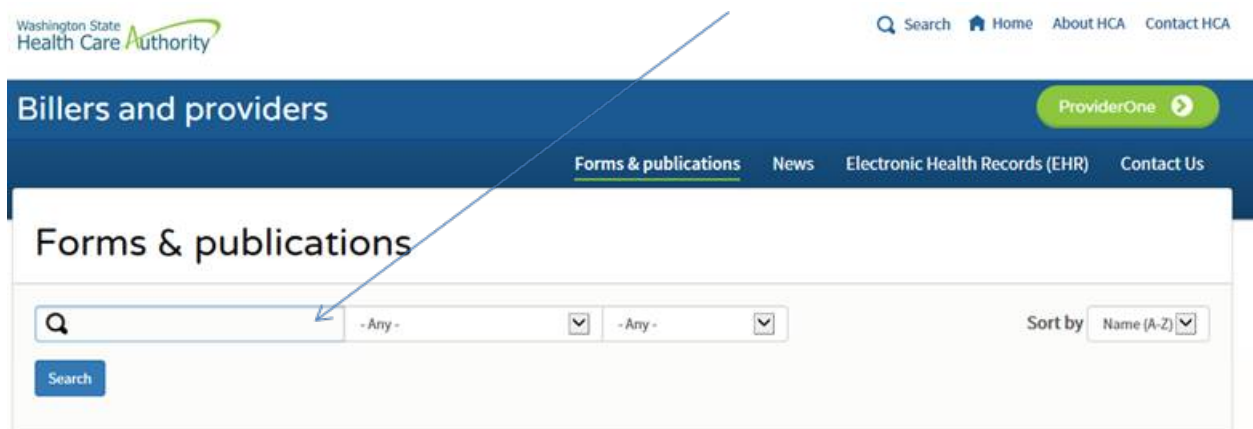 Washington State
Health Care Authority
Search Home About HCA Contact HCA
Billers and providers
ProviderOne
Forms & publications News Electronic Health Records (EHR) Contact Us
Forms & publications
- Any - - Any - Sort by Name (A-Z)
Search